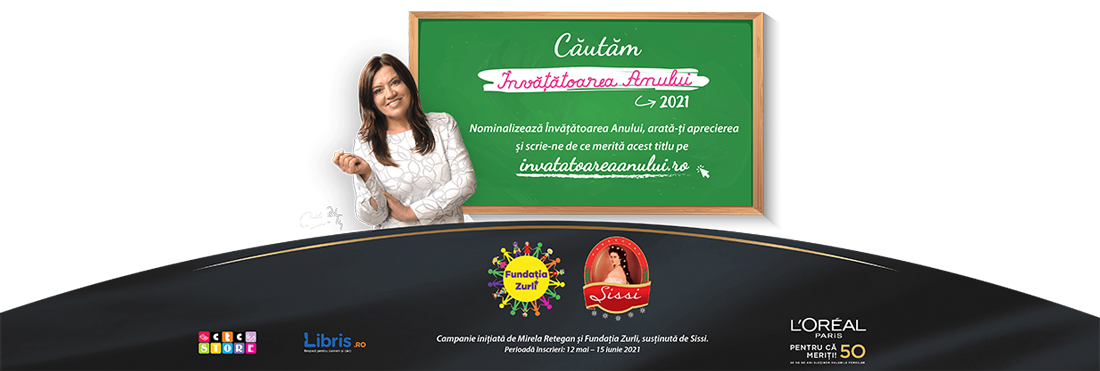 Căutăm
Învățătoarea Anului
2021
Nominalizează Învățătoarea Anului, arată-ți aprecierea
și scrie-ne de ce merită acest titlu pe
invatatoareaanului.ro
Fundația
Zurli
Sissi
etc
STORE
Libris.RO
L'ORÉAL
PARIS
PENTRU CĂ
MERIȚI! 50
Campanie inițiată de Mirela Retegan și Fundația Zurli, susținută de Sissi.
Perioadă înscrieri: 12 mai – 15 iunie 2021